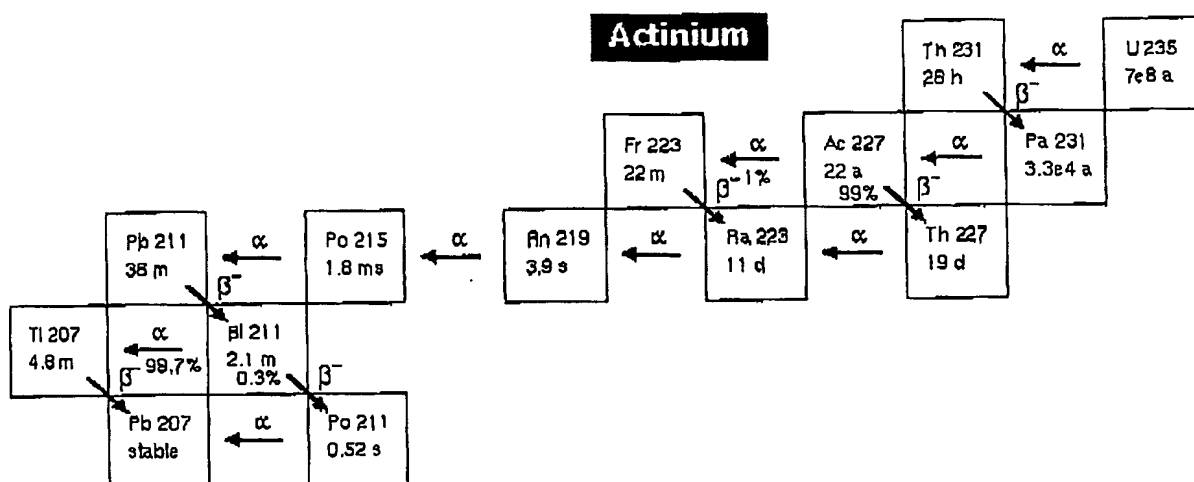 Actinium
Th 231
28 h
α
U 235
7e8 a
β⁻
Fr 223
22 m
α
β⁻ 1%
Ac 227
22 a
99%
α
β⁻
Pa 231
3.3e4 a
Pb 211
36 m
α
Po 215
1.8 ms
α
Rn 219
3,9 s
α
Ra 223
11 d
α
Th 227
19 d
β⁻
Tl 207
4.8 m
α
99,7%
Bi 211
2.1 m
0.3%
β⁻
β⁻
Pb 207
stable
α
Po 211
0,52 s